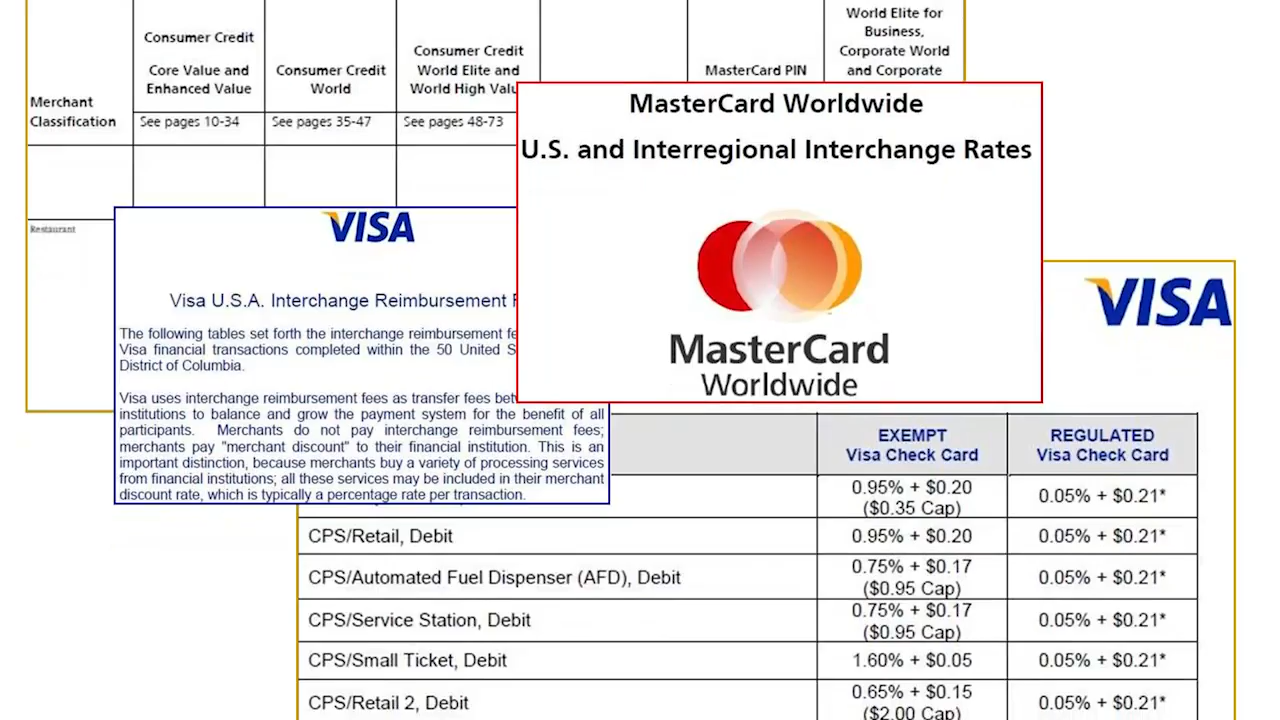 Merchant
Classification
Consumer Credit
Core Value and
Enhanced Value
See pages 10-34
Consumer Credit
World
See pages 35-47
Consumer Credit
World Elite and
World High
See pages 48-73
MasterCard PIN
World Elite for
Business,
Corporate World
and Corporate
Restaurant
MasterCard Worldwide
U.S. and Interregional Interchange Rates
MasterCard
Worldwide
VISA
Visa U.S.A. Interchange Reimbursement
The following tables set forth the interchange reimbursement
Visa financial transactions completed within the 50 United
District of Columbia.
Visa uses interchange reimbursement fees as transfer fees
institutions to balance and grow the payment system for the benefit of all
participants. Merchants do not pay interchange reimbursement fees;
merchants pay "merchant discount" to their financial institution. This is an
important distinction, because merchants buy a variety of processing services
from financial institutions; all these services may be included in their merchant
discount rate, which is typically a percentage rate per transaction.
VISA
EXEMPT
Visa Check Card
REGULATED
Visa Check Card
0.95% + $0.20
($0.35 Cap)
0.05% + $0.21*
CPS/Retail, Debit
0.95% + $0.20
0.05% + $0.21*
CPS/Automated Fuel Dispenser (AFD), Debit
0.75% + $0.17
($0.95 Cap)
0.05% + $0.21*
CPS/Service Station, Debit
0.75% + $0.17
($0.95 Cap)
0.05% + $0.21*
CPS/Small Ticket, Debit
1.60% + $0.05
0.05% + $0.21*
CPS/Retail 2, Debit
0.65% + $0.15
($2.00 Cap)
0.05% + $0.21*